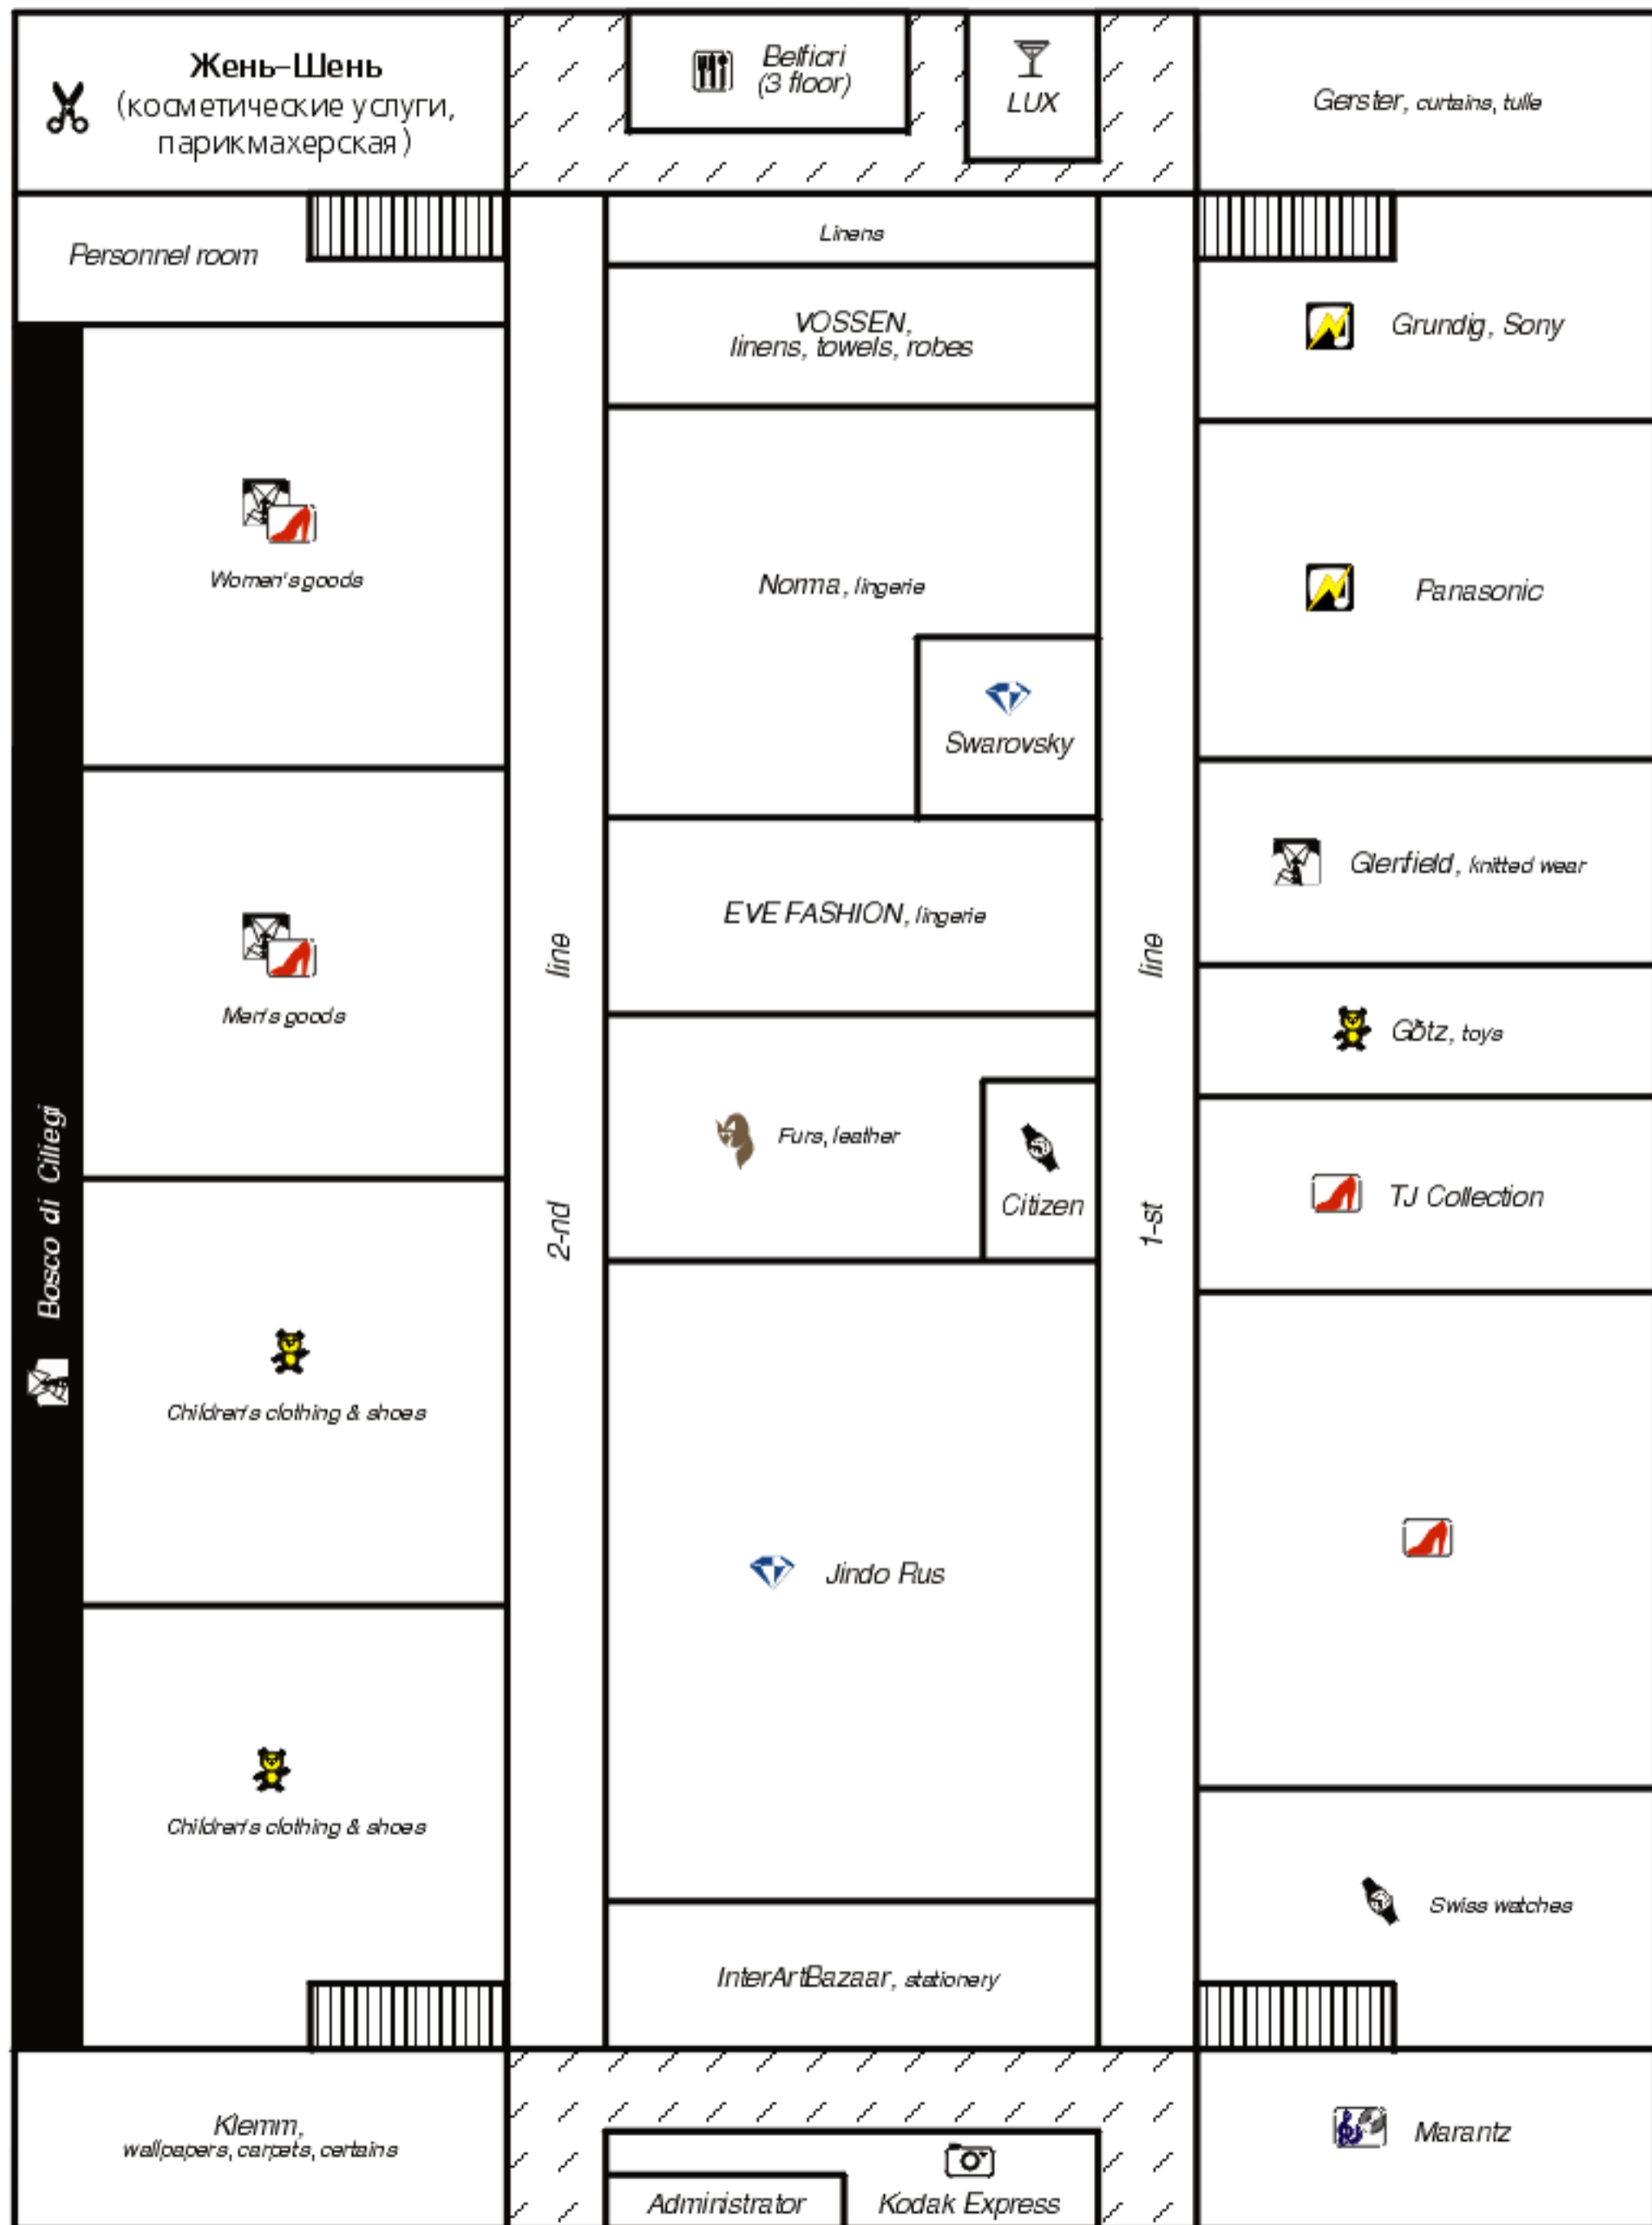 Жень-Шень
(косметические услуги,
парикмахерская)
Belfiori
(3 floor)
LUX
Gerster, curtains, tulle
Personnel room
Linens
VOSSEN,
linens, towels, robes
Grundig, Sony
Women's goods
Norma, lingerie
Panasonic
Swarovsky
Glenfield, knitted wear
EVE FASHION, lingerie
line
line
Men's goods
Götz, toys
Furs, leather
Citizen
TJ Collection
Bosco di Ciliegi
2-nd
1-st
Children's clothing & shoes
Jindo Rus
Children's clothing & shoes
Swiss watches
InterArtBazaar, stationery
Klemm,
wallpapers, carpets, certains
Marantz
Administrator
Kodak Express